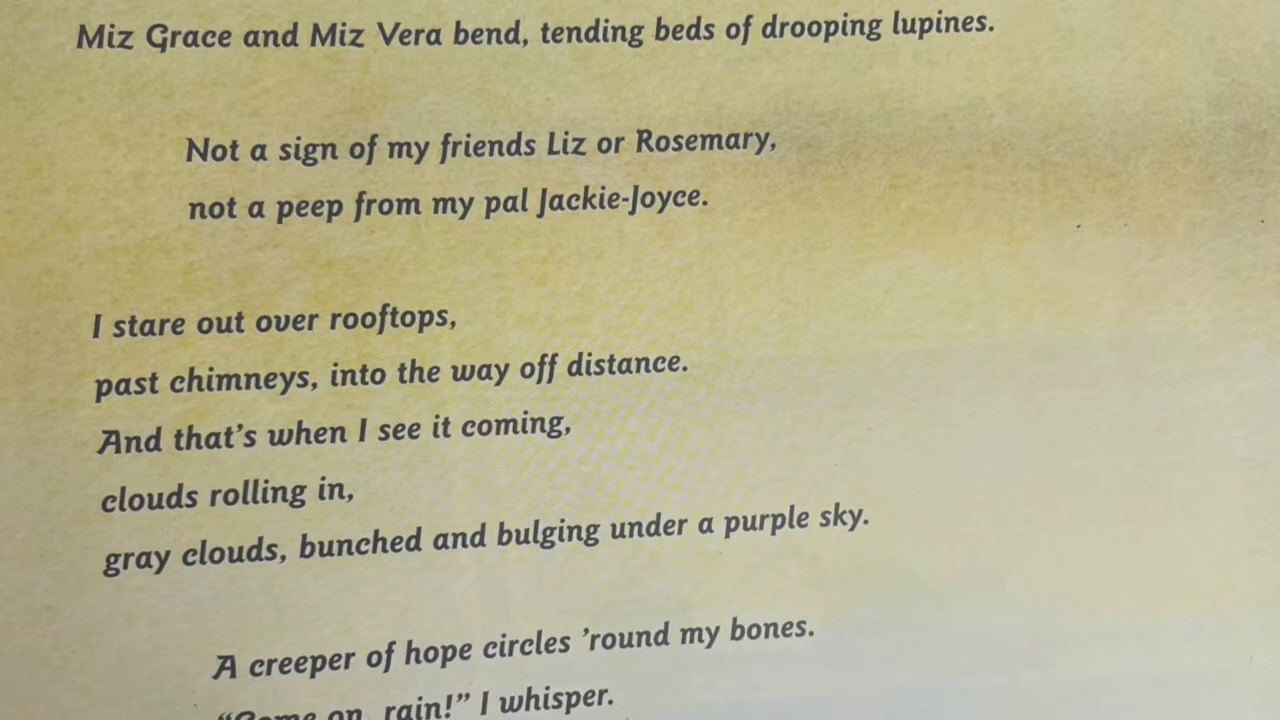 Miz Grace and Miz Vera bend, tending beds of drooping lupines.
Not a sign of my friends Liz or Rosemary,
not a peep from my pal Jackie-Joyce.
I stare out over rooftops,
past chimneys, into the way off distance.
And that's when I see it coming,
clouds rolling in,
gray clouds, bunched and bulging under a purple sky.
A creeper of hope circles 'round my bones.
"Come on, rain!" I whisper.